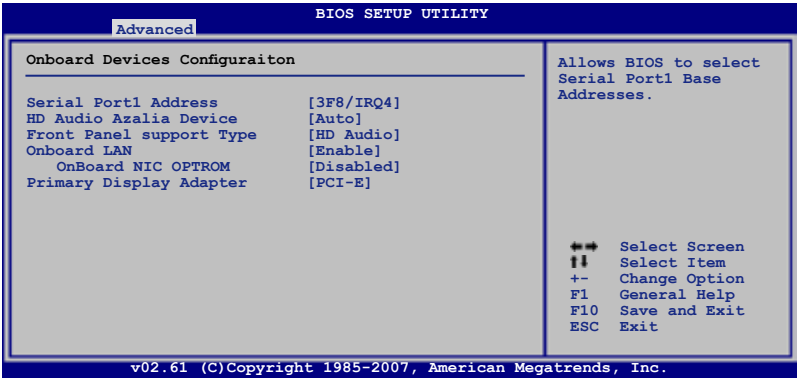 BIOS SETUP UTILITY
Advanced
Onboard Devices Configuraiton
Serial Port1 Address [3F8/IRQ4]
HD Audio Azalia Device [Auto]
Front Panel support Type [HD Audio]
Onboard LAN [Enable]
OnBoard NIC OPTROM [Disabled]
Primary Display Adapter [PCI-E]
Allows BIOS to select
Serial Port1 Base
Addresses.
←→ Select Screen
↑↓ Select Item
+- Change Option
F1 General Help
F10 Save and Exit
ESC Exit
v02.61 (C)Copyright 1985-2007, American Megatrends, Inc.